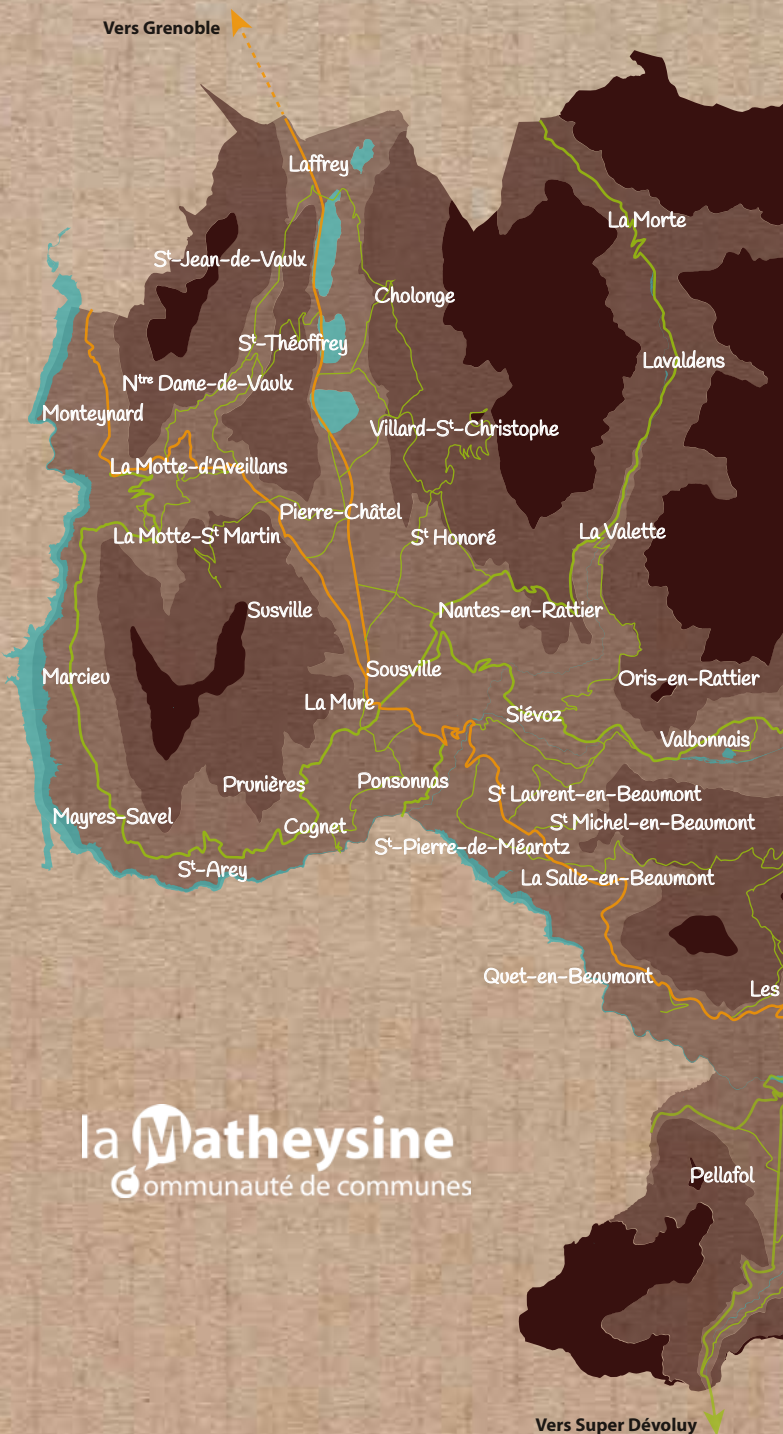 Vers Grenoble
Laffrey
La Morte
St-Jean-de-Vaulx
Cholonge
St-Théoffrey
Lavaldens
Ntre Dame-de-Vaulx
Monteynard
Villard-St-Christophe
La Motte-d'Aveillans
Pierre-Châtel
La Motte-St Martin
St Honoré
La Valette
Susville
Nantes-en-Rattier
Sousville
Marcieu
Oris-en-Rattier
La Mure
Siévoz
Valbonnais
Prunières
Ponsonnas
St Laurent-en-Beaumont
Mayres-Savel
Cognet
St Michel-en-Beaumont
St-Pierre-de-Méarotz
St-Arey
La Salle-en-Beaumont
Quet-en-Beaumont
Les
la Matheysine
Communauté de communes
Pellafol
Vers Super Dévoluy